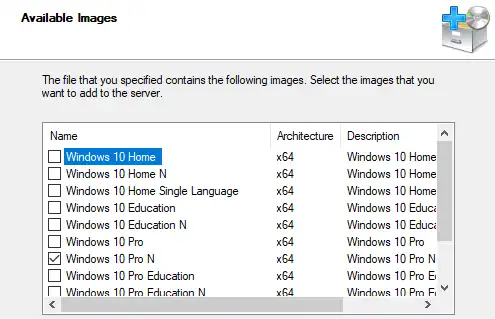 Available Images
The file that you specified contains the following images. Select the images that you
want to add to the server.
Name Architecture Description
Windows 10 Home x64 Windows 10 Home
Windows 10 Home N x64 Windows 10 Home
Windows 10 Home Single Language x64 Windows 10 Home
Windows 10 Education x64 Windows 10 Educa
Windows 10 Education N x64 Windows 10 Educa
Windows 10 Pro x64 Windows 10 Pro
Windows 10 Pro N x64 Windows 10 Pro N
Windows 10 Pro Education x64 Windows 10 Pro E
Windows 10 Pro Education N x64 Windows 10 Pro E